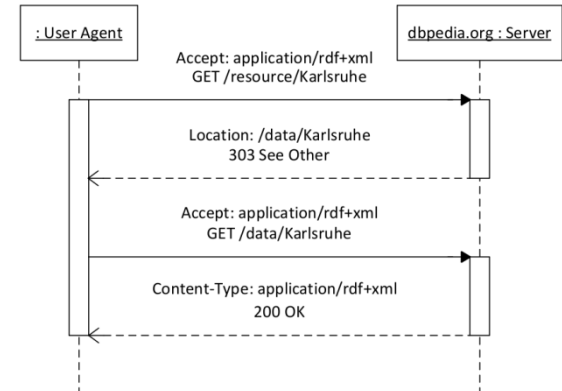 : User Agent
dbpedia.org : Server
Accept: application/rdf+xml
GET /resource/Karlsruhe
Location: /data/Karlsruhe
303 See Other
Accept: application/rdf+xml
GET /data/Karlsruhe
Content-Type: application/rdf+xml
200 OK